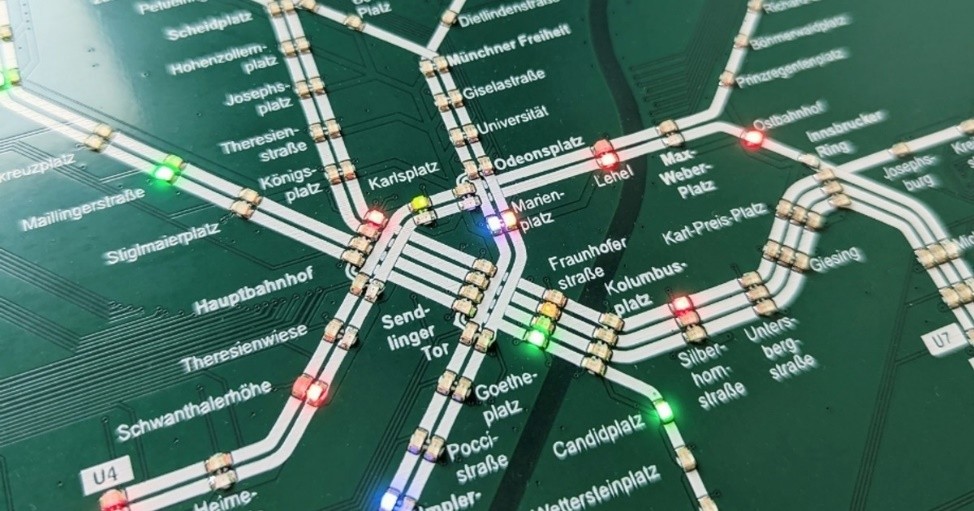 Scheidplatz
Hohenzollern-
platz
Josephs-
platz
Theresien-
straße
Königs-
platz
Dietlindenstraße
Münchner Freiheit
Giselastraße
Universität
Odeonsplatz
Karlsplatz
Marien-
platz
Lehel
Max-
Weber-
Platz
Böhmerwaldplatz
Prinzregentenplatz
Ostbahnhof
Innsbrucker
Ring
Josephs-
burg
Karl-Preis-Platz
Giesing
kreuzplatz
Maillingerstraße
Stiglmaierplatz
Hauptbahnhof
Theresienwiese
Schwanthalerhöhe
U4
Heime-
Send-
linger
Tor
Fraunhofer
straße
Kolumbus-
platz
Silber-
horn-
straße
Unters-
berg-
straße
U7
Goethe-
platz
Pocci-
straße
Candidplatz
Wettersteinplatz